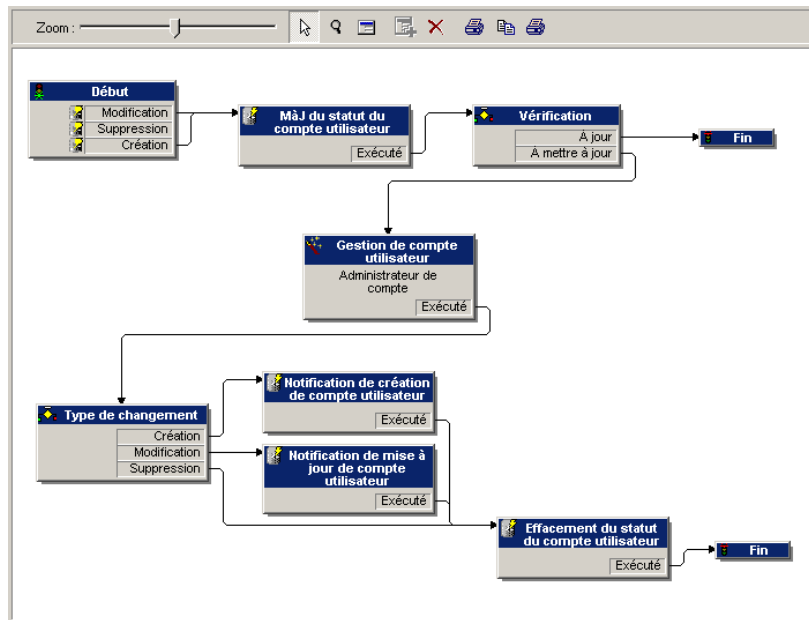 Zoom :
Début
Modification
Suppression
Création
MàJ du statut du
compte utilisateur
Exécuté
Vérification
À jour
A mettre à jour
Fin
Gestion de compte
utilisateur
Administrateur de
compte
Exécuté
Type de changement
Création
Modification
Suppression
Notification de création
de compte utilisateur
Exécuté
Notification de mise à
jour de compte
utilisateur
Exécuté
Effacement du statut
du compte utilisateur
Exécuté
Fin